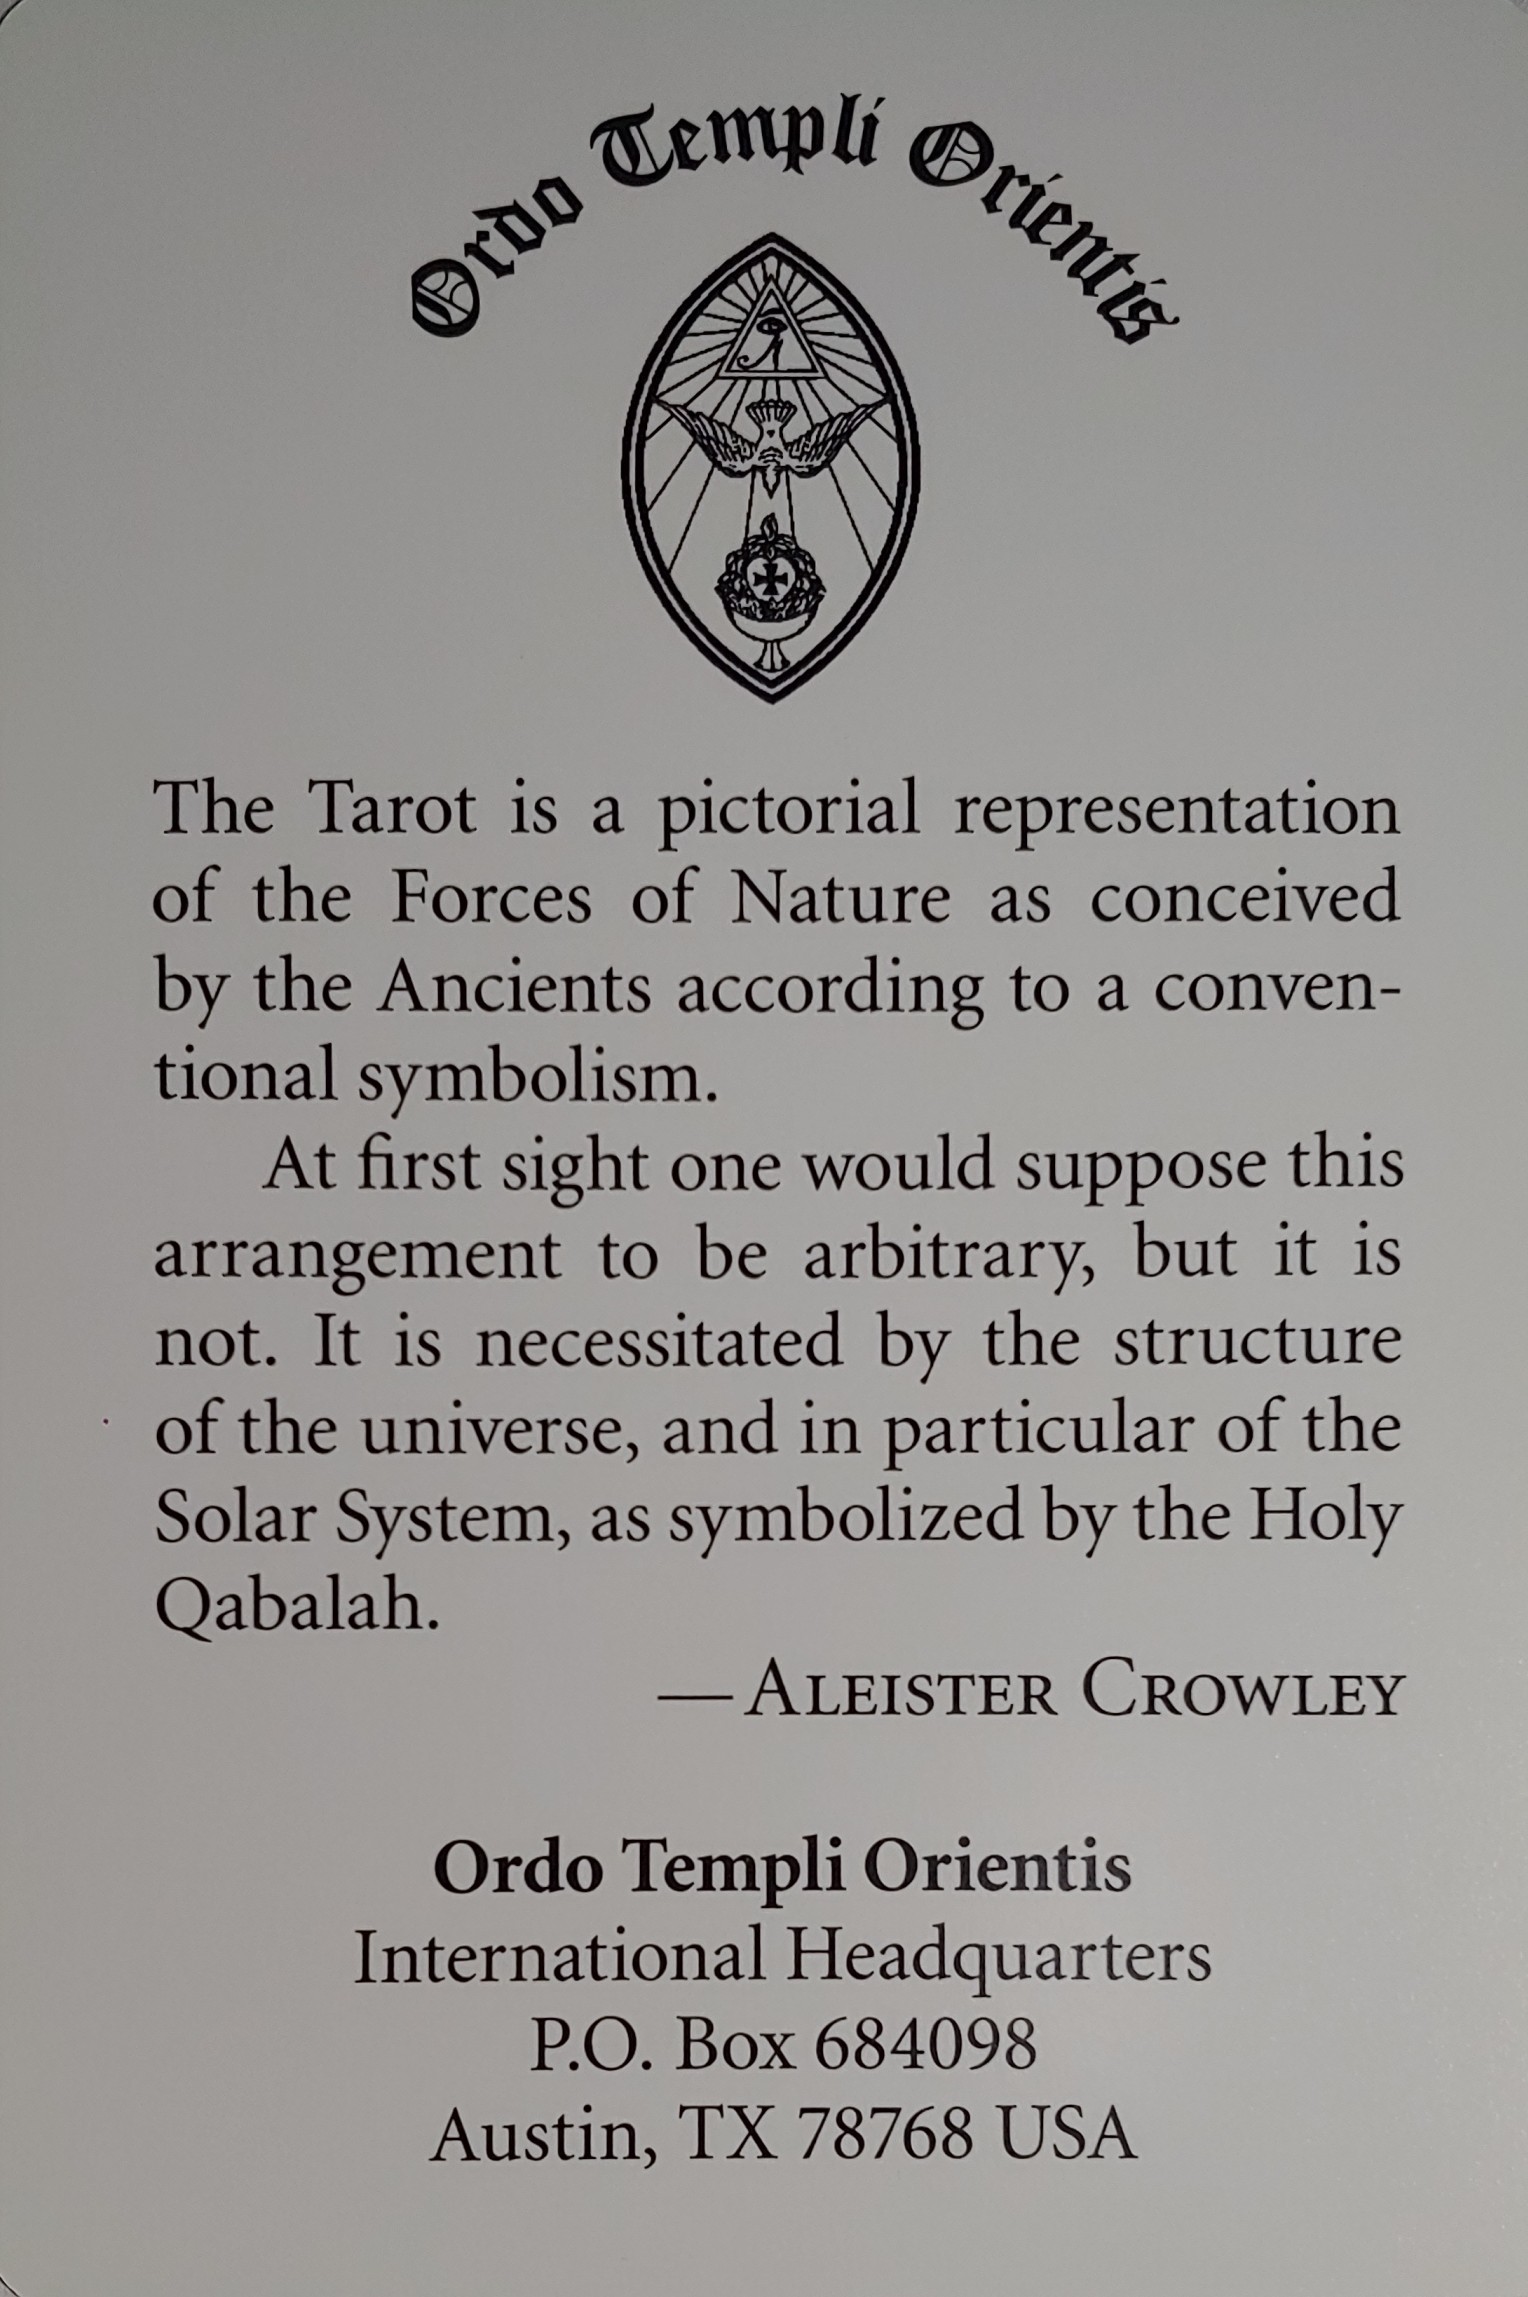 Ordo Templi Orientis
The Tarot is a pictorial representation
of the Forces of Nature as conceived
by the Ancients according to a conven-
tional symbolism.
At first sight one would suppose this
arrangement to be arbitrary, but it is
not. It is necessitated by the structure
of the universe, and in particular of the
Solar System, as symbolized by the Holy
Qabalah.
—ALEISTER CROWLEY
Ordo Templi Orientis
International Headquarters
P.O. Box 684098
Austin, TX 78768 USA